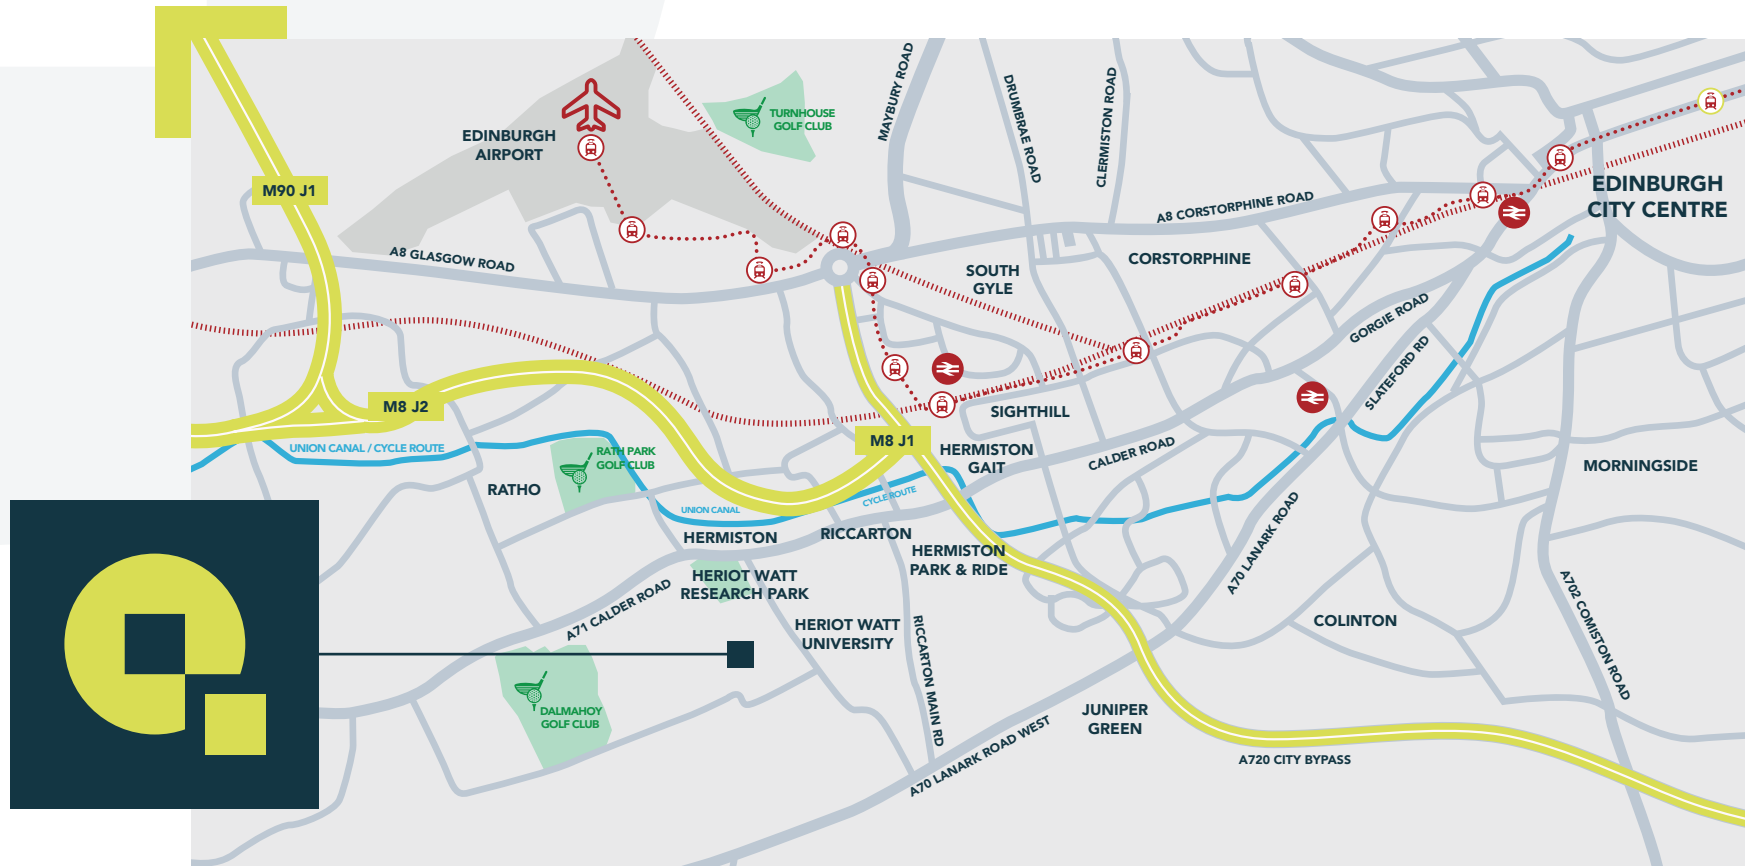 MAYBURY ROAD
DRUMBRAE ROAD
CLERMISTON ROAD
TURNHOUSE
GOLF CLUB
EDINBURGH
AIRPORT
M90 J1
EDINBURGH
CITY CENTRE
A8 CORSTORPHINE ROAD
A8 GLASGOW ROAD
CORSTORPHINE
SOUTH
GYLE
GORGIE ROAD
SLATEFORD RD
M8 J2
SIGHTHILL
M8 J1
UNION CANAL / CYCLE ROUTE
RATH PARK
GOLF CLUB
HERMISTON
GAIT
CALDER ROAD
MORNINGSIDE
RATHO
CYCLE ROUTE
UNION CANAL
A70 LANARK ROAD
HERMISTON
RICCARTON
HERMISTON
PARK & RIDE
HERIOT WATT
RESEARCH PARK
A71 CALDER ROAD
A702 COMISTON ROAD
HERIOT WATT
UNIVERSITY
RICCARTON MAIN RD
COLINTON
DALMAHOY
GOLF CLUB
JUNIPER
GREEN
A70 LANARK ROAD WEST
A720 CITY BYPASS